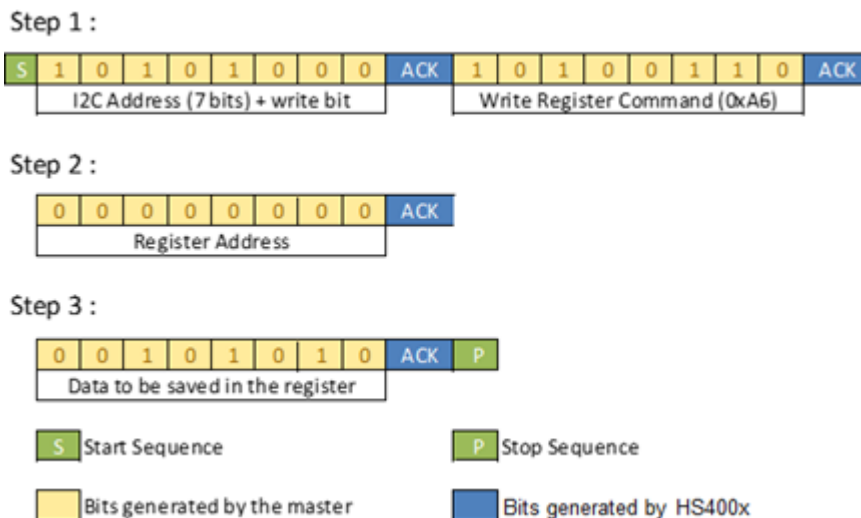 Step 1 :
S 1 0 1 0 1 0 0 0 ACK 1 0 1 0 0 1 1 0 ACK
I2C Address (7 bits) + write bit Write Register Command (0xA6)
Step 2 :
0 0 0 0 0 0 0 0 ACK
Register Address
Step 3 :
0 0 1 0 1 0 1 0 ACK P
Data to be saved in the register
S Start Sequence P Stop Sequence
Bits generated by the master Bits generated by HS400x